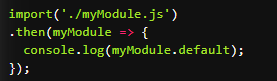 import('./myModule.js')
.then(myModule => {
  console.log(myModule.default);
});